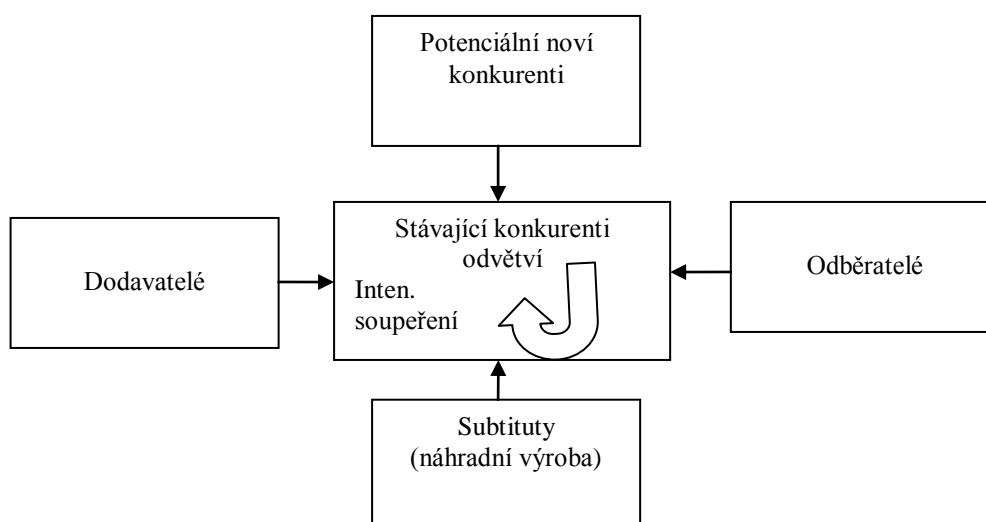 Potenciální noví
konkurenti
Stávající konkurenti
odvětví
Inten.
soupeření
Dodavatelé
Odběratelé
Subtituty
(náhradní výroba)